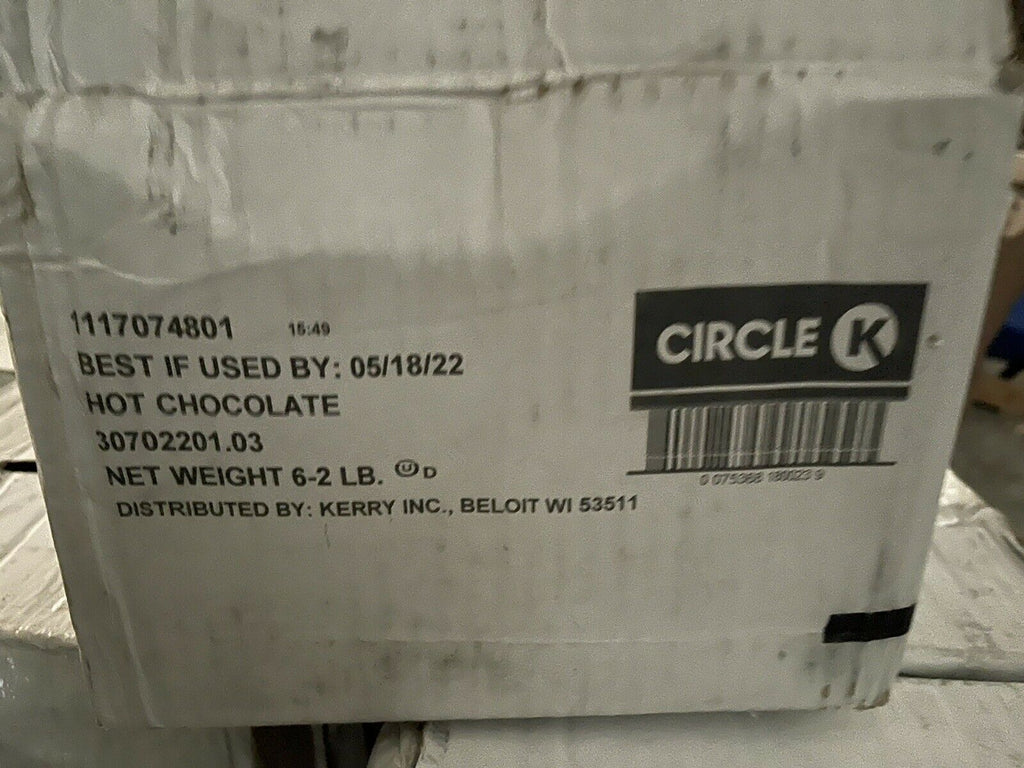 1117074801 15:49
BEST IF USED BY: 05/18/22
HOT CHOCOLATE
30702201.03
NET WEIGHT 6-2 LB. U D
DISTRIBUTED BY: KERRY INC., BELOIT WI 53511
CIRCLE K
0 075368 180023 9